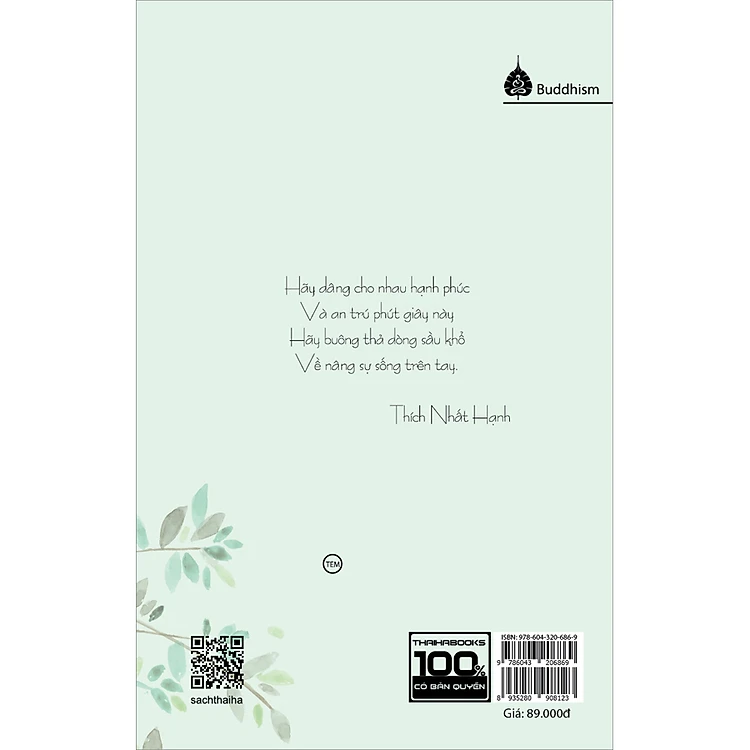 Buddhism
Hãy dâng cho nhau hạnh phúc
Và an trú phút giây này
Hãy buông thả dòng sầu khổ
Về nâng sự sống trên tay.
Thích Nhất Hạnh
TEM
sachthaiha
THAIHABOOKS
100%
CÓ BẢN QUYỀN
ISBN: 978-604-320-686-9
9 786043 206869
8 935280 908123
Giá: 89.000đ